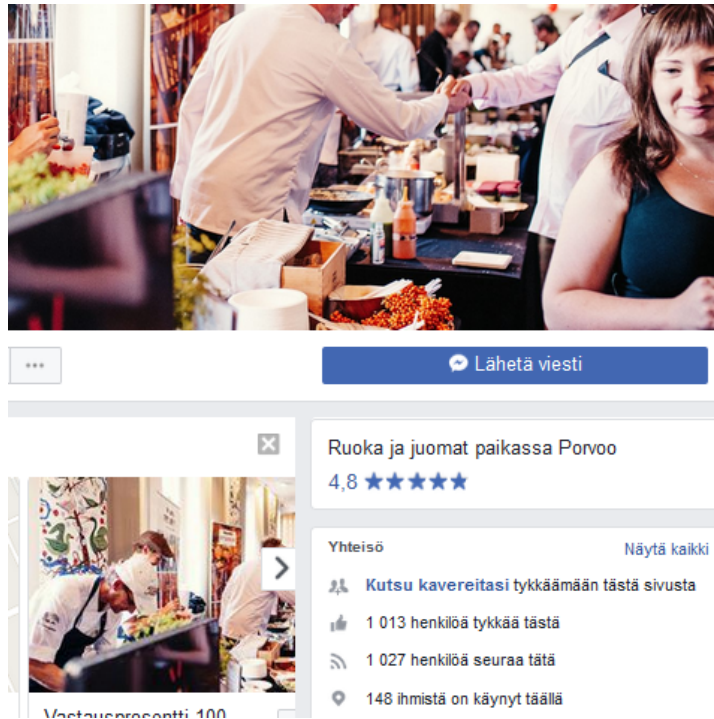 Lähetä viesti
Ruoka ja juomat paikassa Porvoo
4,8
Yhteisö
Näytä kaikki
Kutsu kavereitasi tykkäämään tästä sivusta
1 013 henkilöä tykkää tästä
1 027 henkilöä seuraa tätä
148 ihmistä on käynyt täällä
Vastauspresentti 100